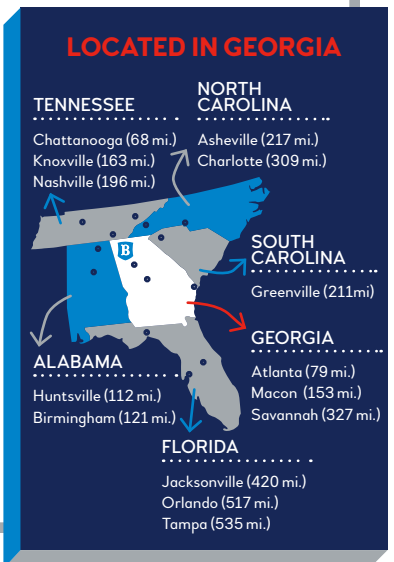 LOCATED IN GEORGIA
TENNESSEE
Chattanooga (68 mi.)
Knoxville (163 mi.)
Nashville (196 mi.)
NORTH
CAROLINA
Asheville (217 mi.)
Charlotte (309 mi.)
B
SOUTH
CAROLINA
Greenville (211mi)
GEORGIA
Atlanta (79 mi.)
Macon (153 mi.)
Savannah (327 mi.)
ALABAMA
Huntsville (112 mi.)
Birmingham (121 mi.)
FLORIDA
Jacksonville (420 mi.)
Orlando (517 mi.)
Tampa (535 mi.)